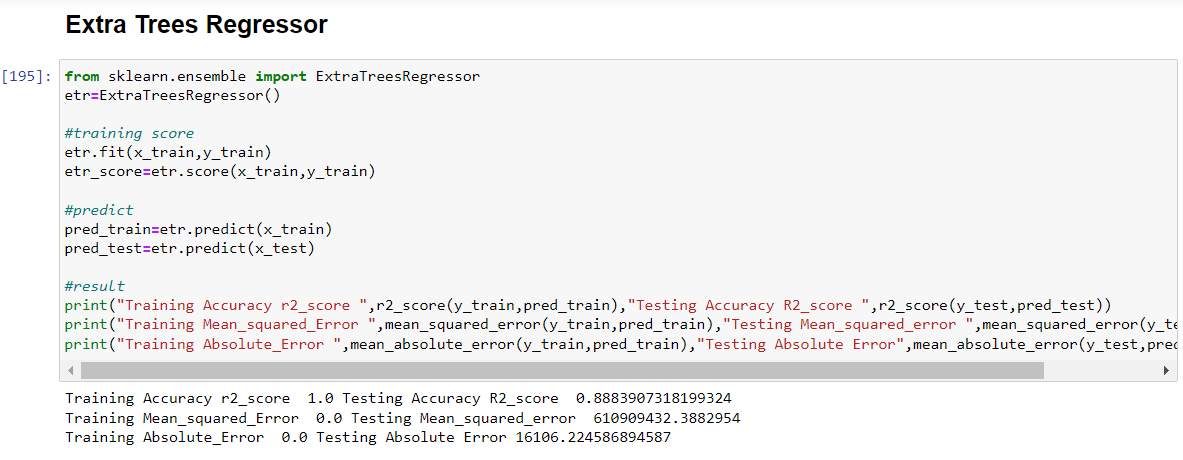 Extra Trees Regressor
[195]:
from sklearn.ensemble import ExtraTreesRegressor
etr=ExtraTreesRegressor()
#training score
etr.fit(x_train,y_train)
etr_score=etr.score(x_train,y_train)
#predict
pred_train=etr.predict(x_train)
pred_test=etr.predict(x_test)
#result
print("Training Accuracy r2_score ",r2_score(y_train,pred_train),"Testing Accuracy R2_score ",r2_score(y_test,pred_test))
print("Training Mean_squared_Error ",mean_squared_error(y_train,pred_train),"Testing Mean_squared_error ",mean_squared_error(y_te
print("Training Absolute_Error ",mean_absolute_error(y_train,pred_train),"Testing Absolute Error",mean_absolute_error(y_test,pred
Training Accuracy r2_score  1.0 Testing Accuracy R2_score  0.8883907318199324
Training Mean_squared_Error  0.0 Testing Mean_squared_error  610909432.3882954
Training Absolute_Error  0.0 Testing Absolute Error 16106.224586894587